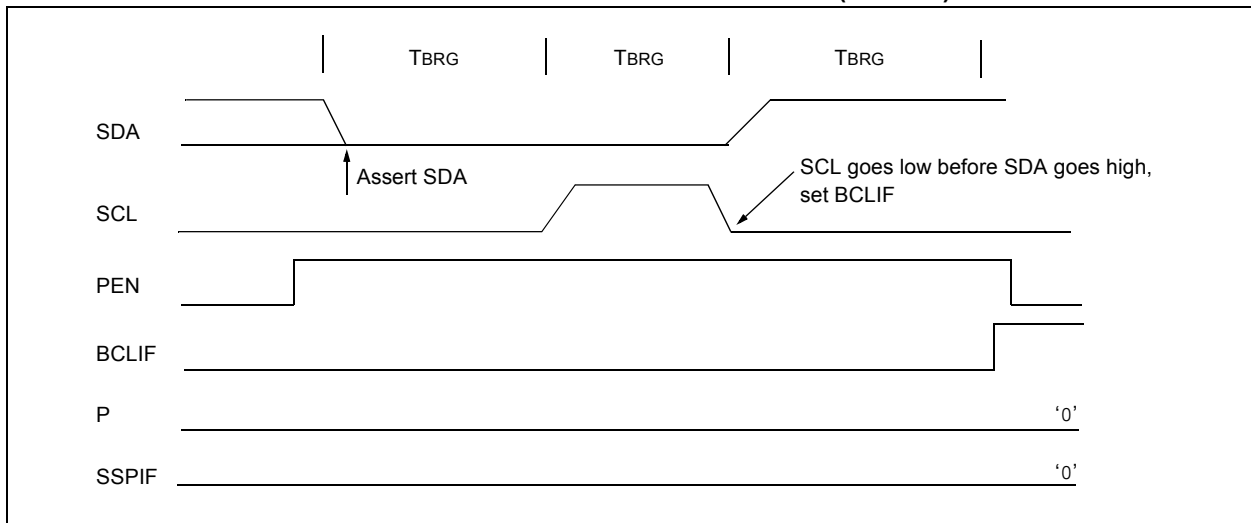 TBRG TBRG TBRG
SDA
Assert SDA
SCL goes low before SDA goes high,
set BCLIF
SCL
PEN
BCLIF
P
'0'
SSPIF
'0'